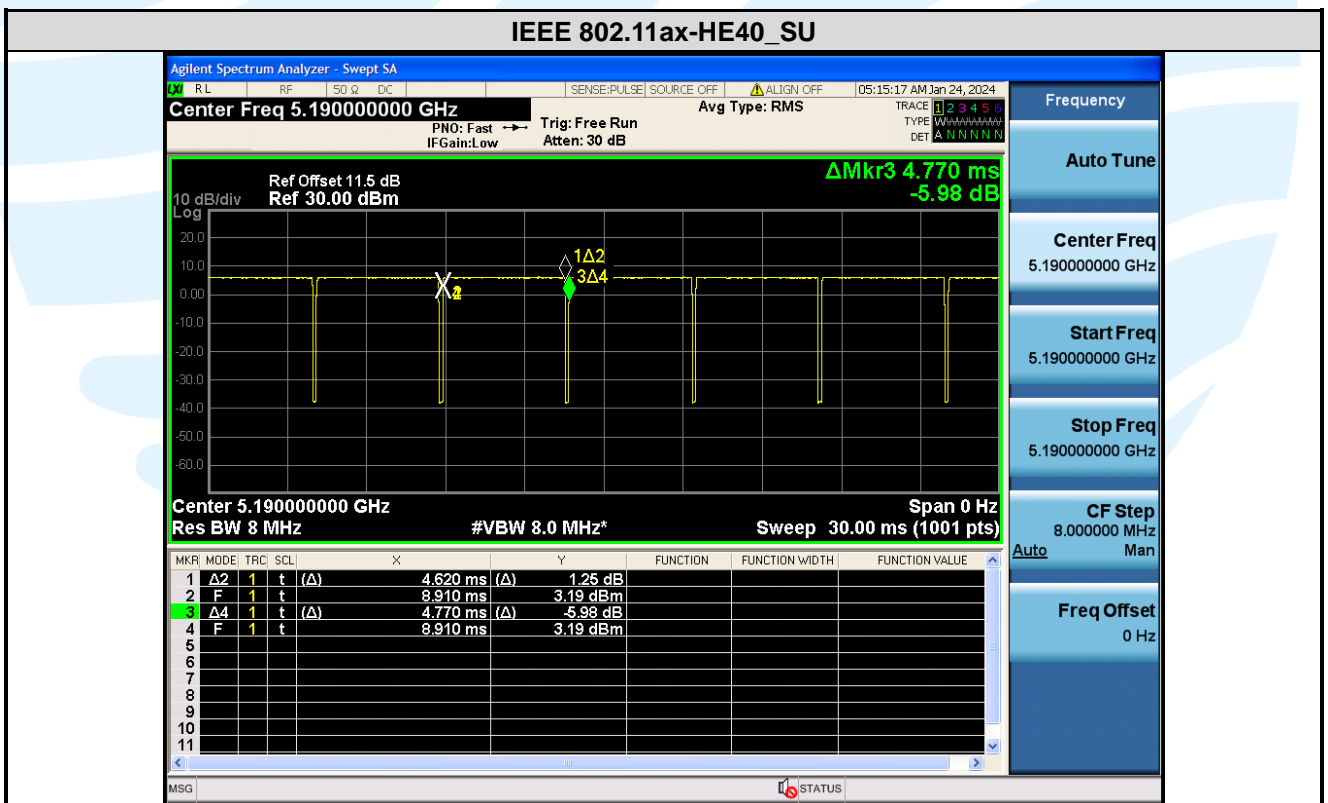 IEEE 802.11ax-HE40_SU
Agilent Spectrum Analyzer - Swept SA
LXI RL RF 50 Ω DC SENSE:PULSE SOURCE OFF ALIGN OFF 05:15:17 AM Jan 24, 2024
Center Freq 5.190000000 GHz
PNO: Fast
IFGain:Low
Trig: Free Run
Atten: 30 dB
Avg Type: RMS
TRACE 1 2 3 4 5 6
TYPE WWWWWW
DET A N N N N N
ΔMkr3 4.770 ms
-5.98 dB
Ref Offset 11.5 dB
10 dB/div Ref 30.00 dBm
Log
20.0
10.0
0.00
-10.0
-20.0
-30.0
-40.0
-50.0
-60.0
1Δ2
3Δ4
Center 5.190000000 GHz Span 0 Hz
Res BW 8 MHz #VBW 8.0 MHz* Sweep 30.00 ms (1001 pts)
MKR MODE TRC SCL X Y FUNCTION FUNCTION WIDTH FUNCTION VALUE
1 Δ2 1 t (Δ) 4.620 ms (Δ) 1.25 dB
2 F 1 t 8.910 ms 3.19 dBm
3 Δ4 1 t (Δ) 4.770 ms (Δ) -5.98 dB
4 F 1 t 8.910 ms 3.19 dBm
5
6
7
8
9
10
11
MSG STATUS
Frequency
Auto Tune
Center Freq
5.190000000 GHz
Start Freq
5.190000000 GHz
Stop Freq
5.190000000 GHz
CF Step
8.000000 MHz
Auto Man
Freq Offset
0 Hz